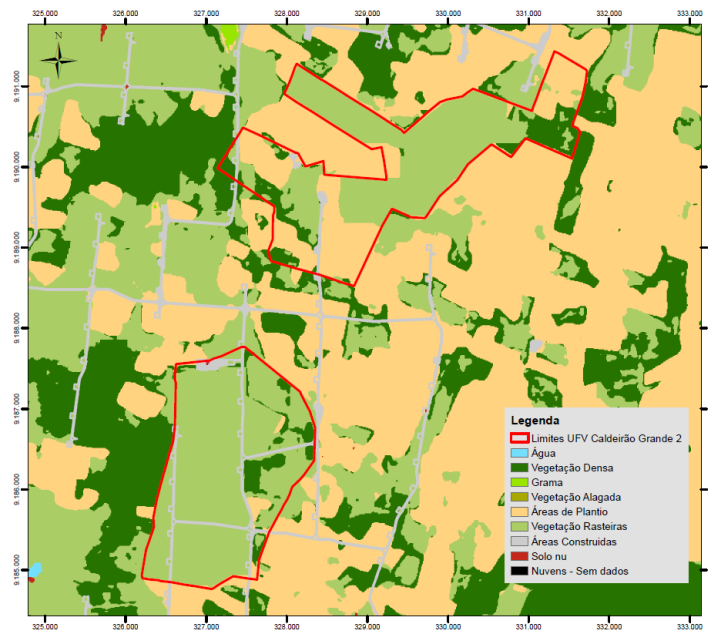 325.000 326.000 327.000 328.000 329.000 330.000 331.000 332.000 333.000
N
9.191.000
9.190.000
9.189.000
9.188.000
9.187.000
9.186.000
9.185.000
Legenda
Limites UFV Caldeirão Grande 2
Água
Vegetação Densa
Grama
Vegetação Alagada
Áreas de Plantio
Vegetação Rasteiras
Áreas Construidas
Solo nu
Nuvens - Sem dados
325.000 326.000 327.000 328.000 329.000 330.000 331.000 332.000 333.000